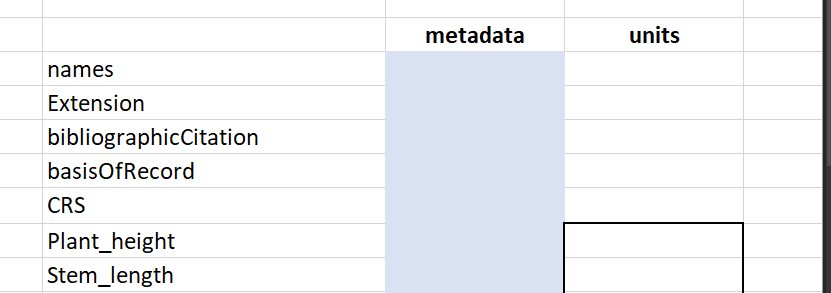 metadata units
names
Extension
bibliographicCitation
basisOfRecord
CRS
Plant_height
Stem_length